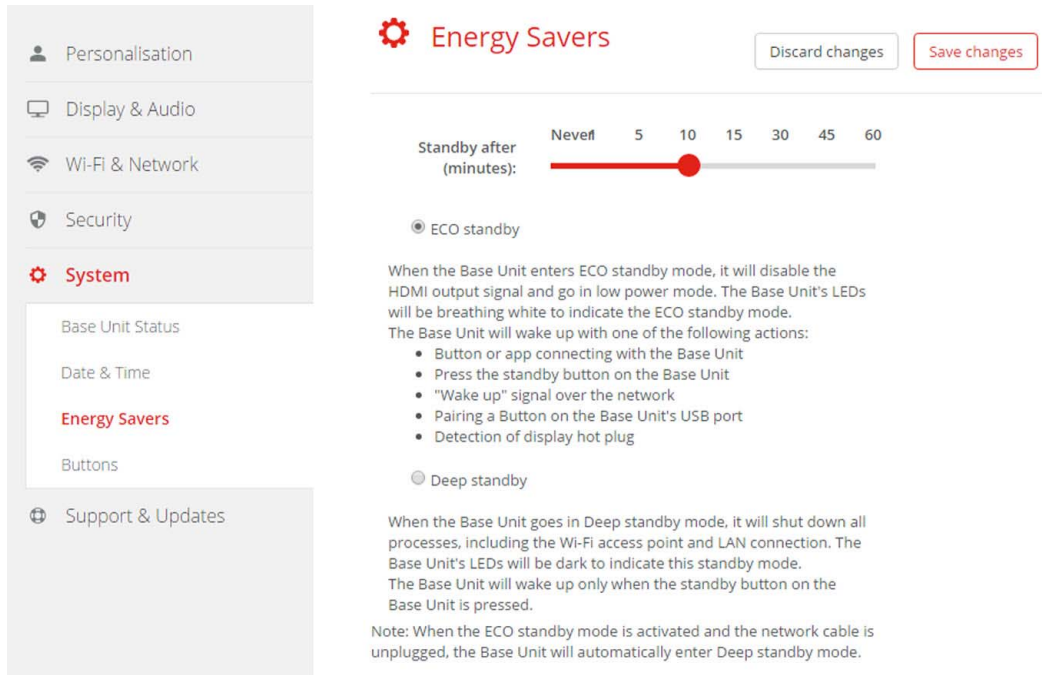 Personalisation
Display & Audio
Wi-Fi & Network
Security
System
Base Unit Status
Date & Time
Energy Savers
Buttons
Support & Updates
Energy Savers
Discard changes
Save changes
Standby after
(minutes):
Never 1 5 10 15 30 45 60
ECO standby
When the Base Unit enters ECO standby mode, it will disable the
HDMI output signal and go in low power mode. The Base Unit's LEDs
will be breathing white to indicate the ECO standby mode.
The Base Unit will wake up with one of the following actions:
• Button or app connecting with the Base Unit
• Press the standby button on the Base Unit
• "Wake up" signal over the network
• Pairing a Button on the Base Unit's USB port
• Detection of display hot plug
Deep standby
When the Base Unit goes in Deep standby mode, it will shut down all
processes, including the Wi-Fi access point and LAN connection. The
Base Unit's LEDs will be dark to indicate this standby mode.
The Base Unit will wake up only when the standby button on the
Base Unit is pressed.
Note: When the ECO standby mode is activated and the network cable is
unplugged, the Base Unit will automatically enter Deep standby mode.